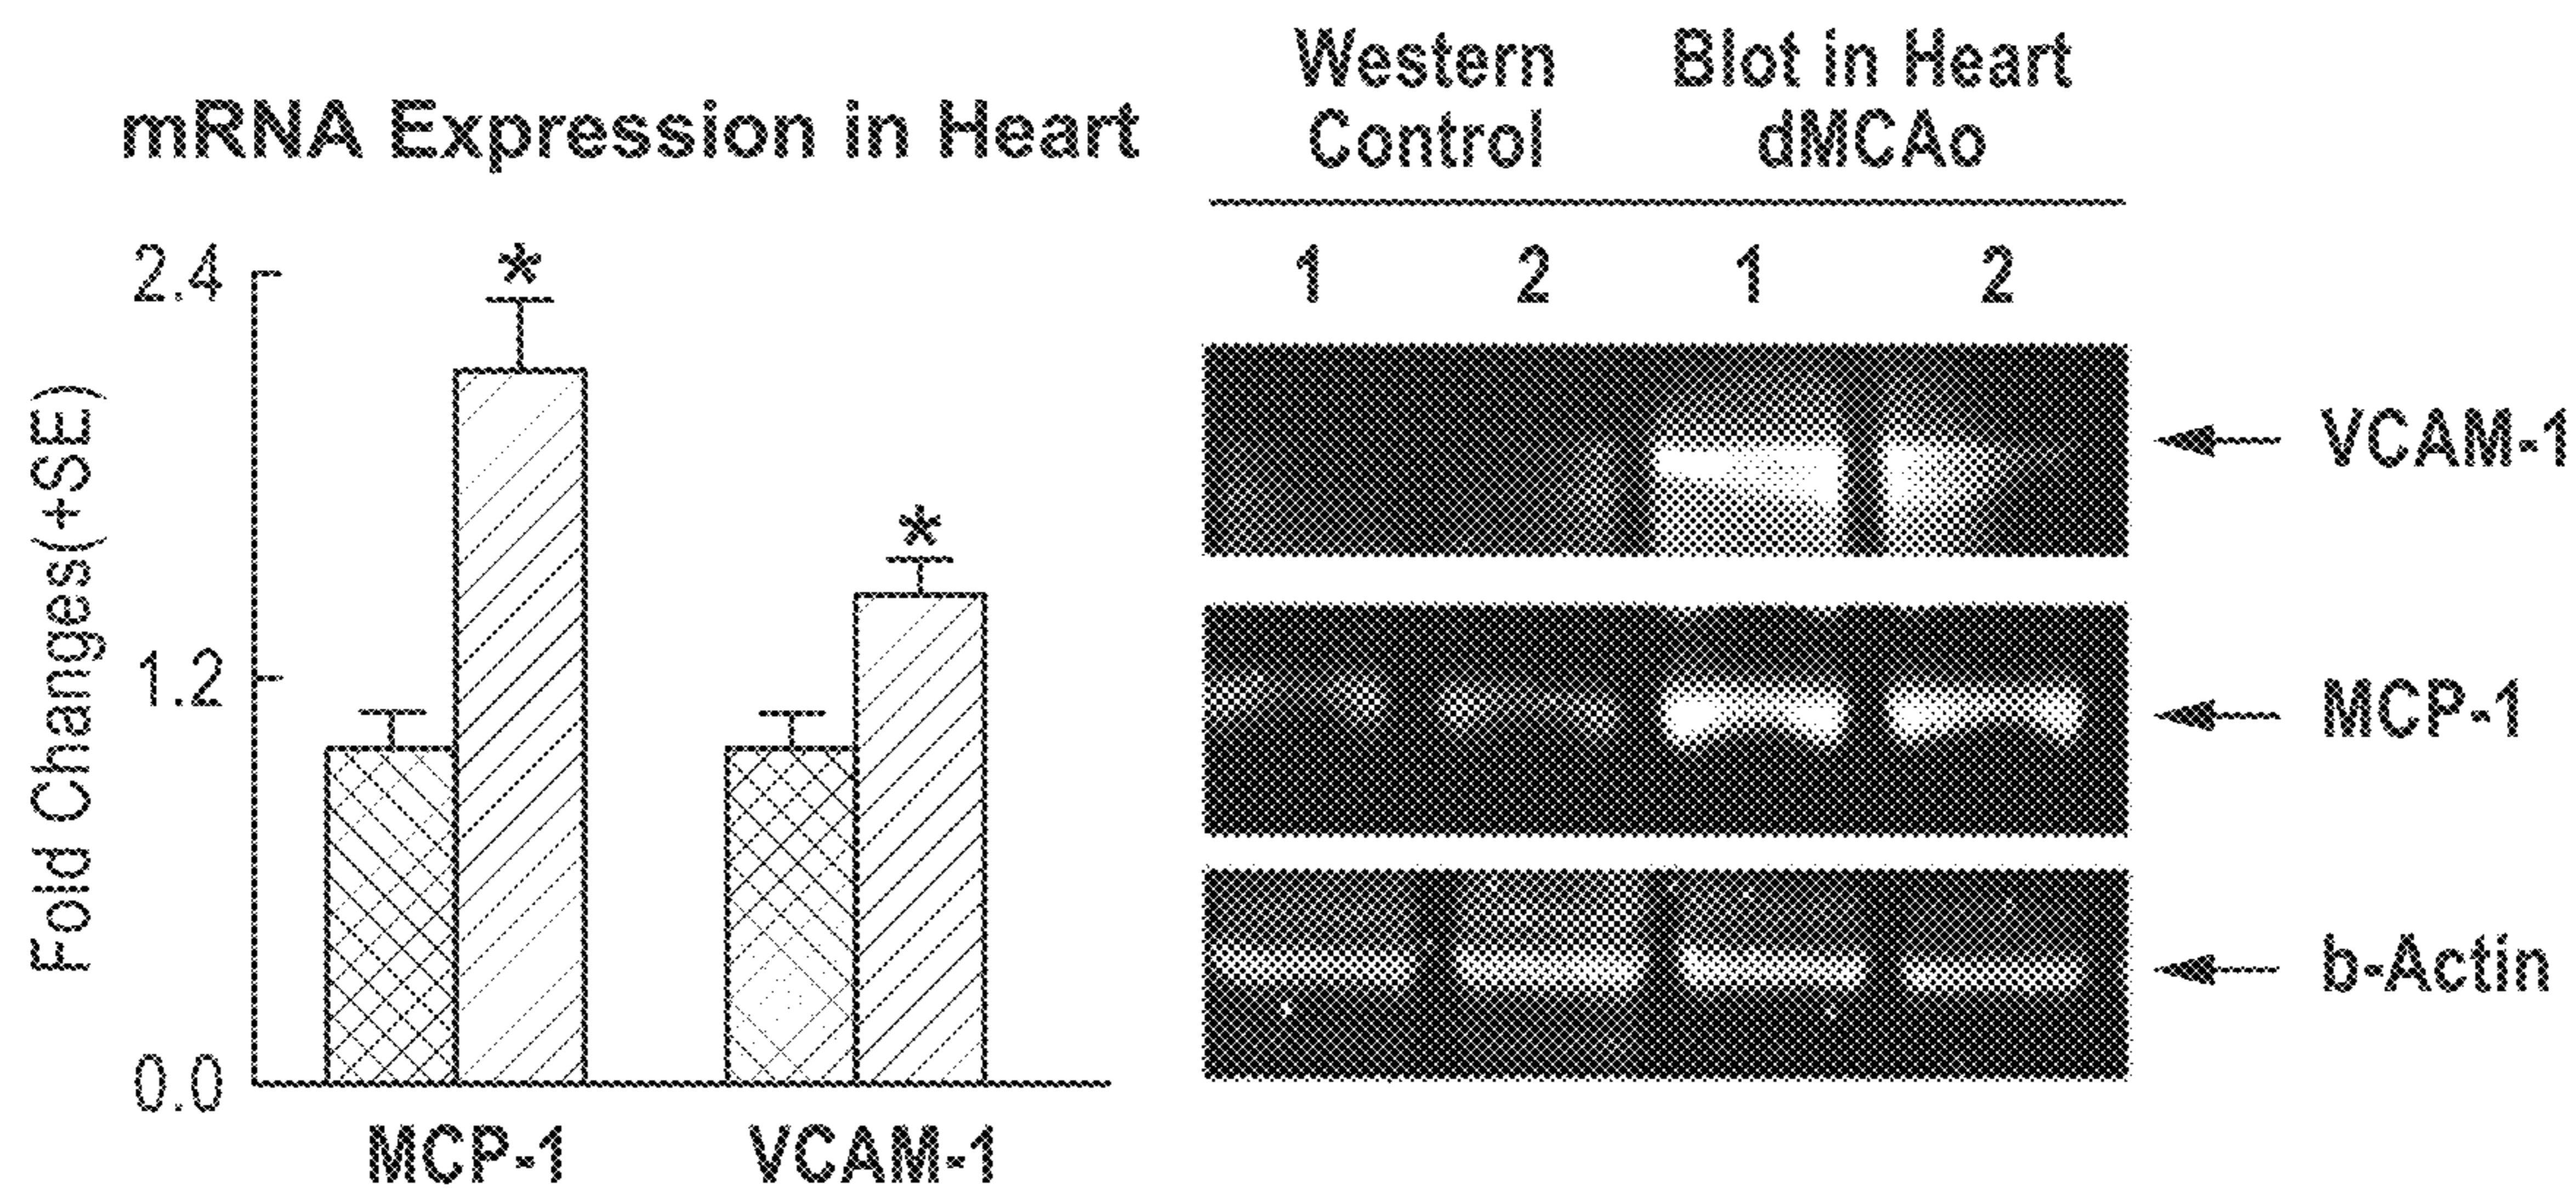 mRNA Expression in Heart
Fold Changes(+SE)
2.4
1.2
0.0
*
*
MCP-1 VCAM-1
Western Blot in Heart
Control dMCAo
1 2 1 2
VCAM-1
MCP-1
b-Actin